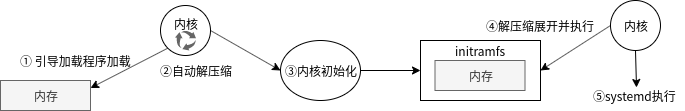 内核
④解压缩展开并执行
内核
① 引导加载程序加载
②自动解压缩
③内核初始化
initramfs
内存
内存
⑤systemd执行